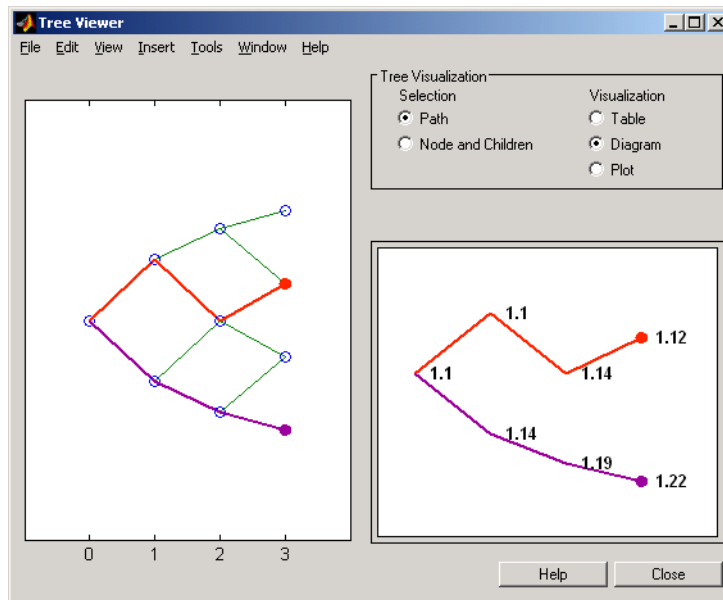 Tree Viewer
File Edit View Insert Tools Window Help
Tree Visualization
Selection Visualization
Path Table
Node and Children Diagram
Plot
1.1
1.12
1.1 1.14
1.14
1.19
1.22
0 1 2 3
Help Close